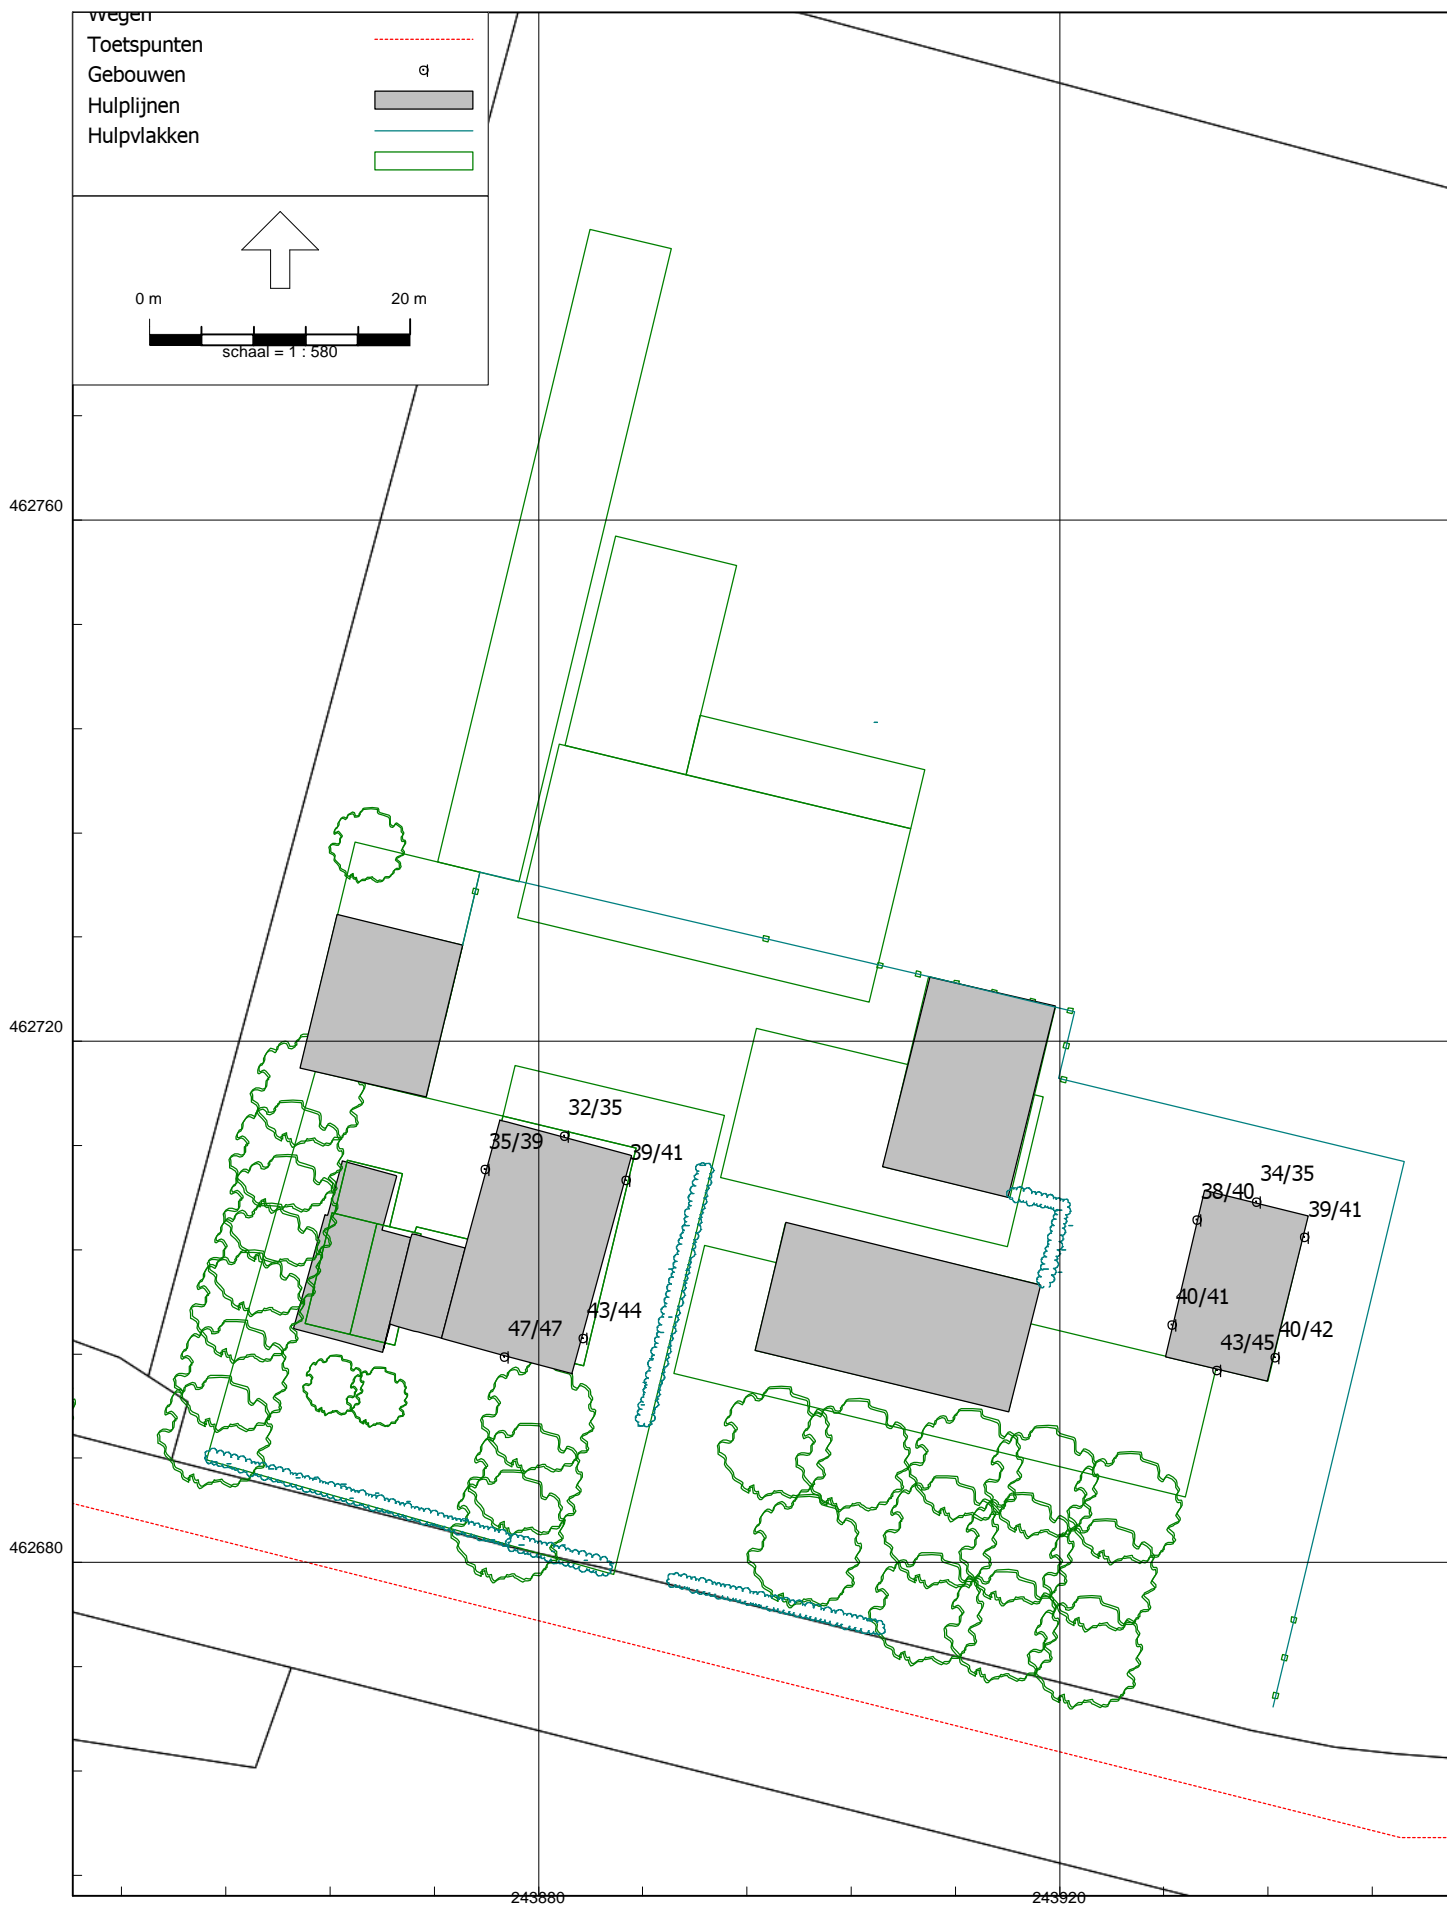 Wegen
Toetspunten
Gebouwen
Hulplijnen
Hulpvlakken
0 m 20 m
schaal = 1 : 580
462760
462720
32/35
35/39
39/41
34/35
38/40
39/41
40/41
43/44
47/47
40/42
43/45
462680
243880 243920